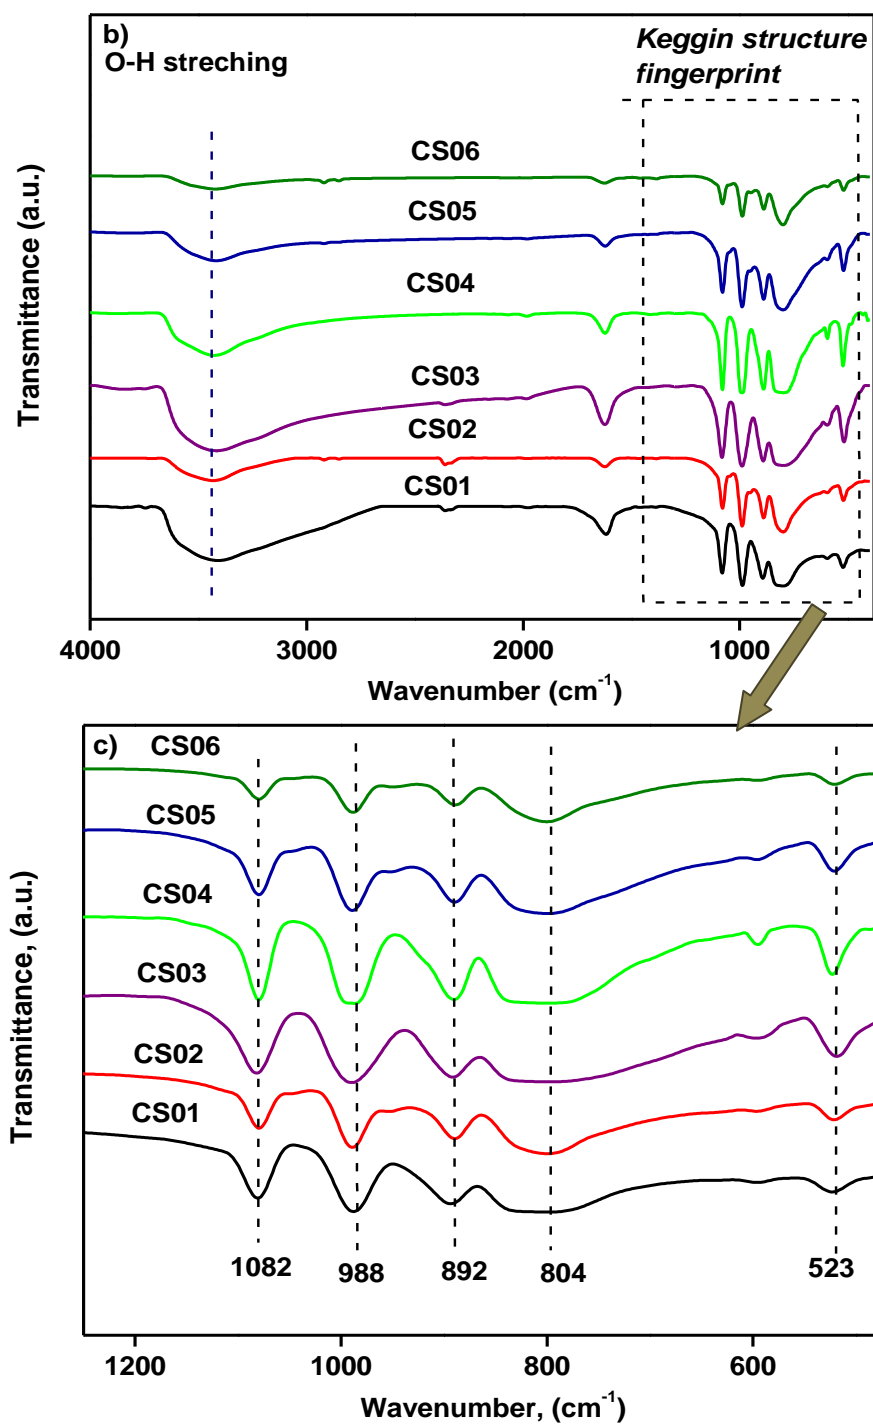 b)
O-H streching
Keggin structure
fingerprint
CS06
CS05
CS04
CS03
CS02
CS01
Transmittance (a.u.)
4000 3000 2000 1000
Wavenumber (cm⁻¹)
c)
CS06
CS05
CS04
CS03
CS02
CS01
Transmittance, (a.u.)
1082 988 892 804 523
1200 1000 800 600
Wavenumber, (cm⁻¹)